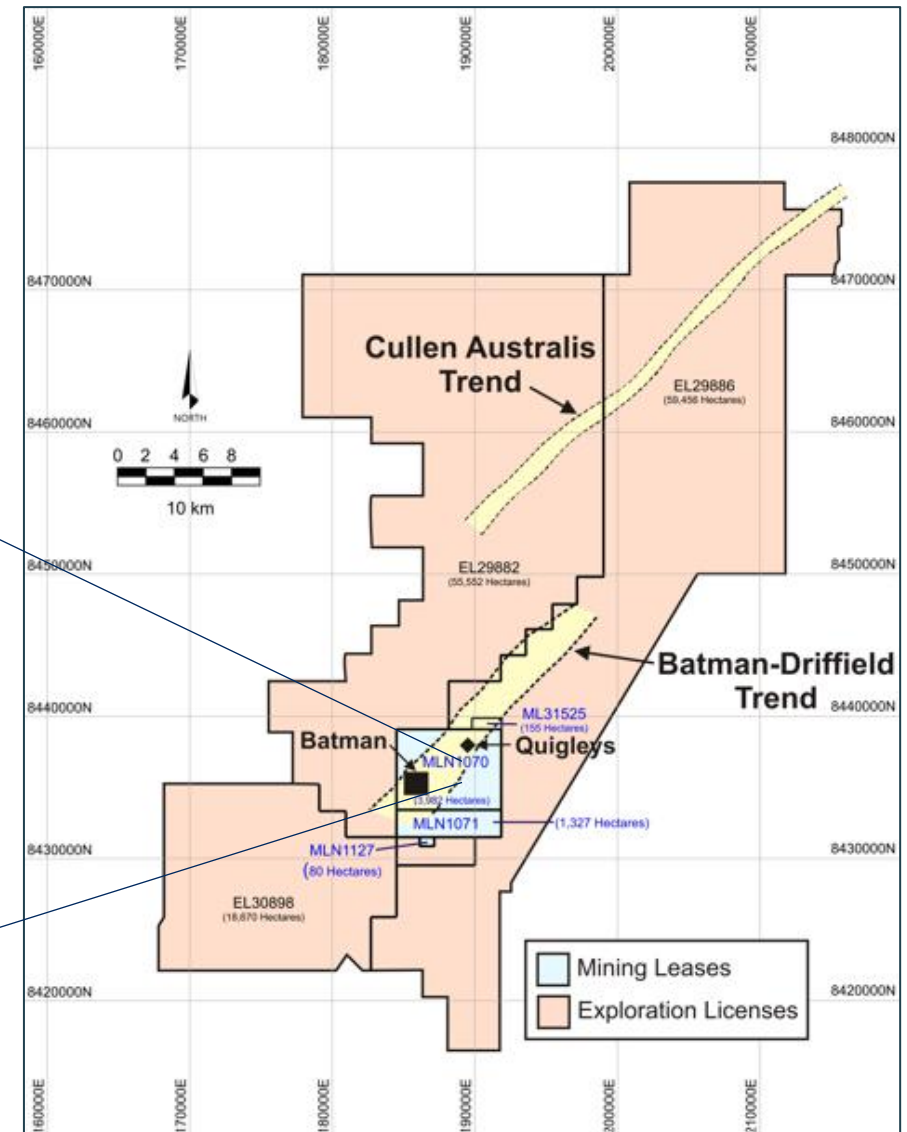 160000E
170000E
180000E
190000E
200000E
210000E
8480000N
8470000N
8470000N
Cullen Australis
Trend
EL29886
(59,456 Hectares)
NORTH
8460000N
8460000N
0 2 4 6 8
10 km
8450000N
8450000N
EL29882
(55,552 Hectares)
Batman-Driffield
Trend
8440000N
8440000N
ML31525
(155 Hectares)
Batman
Quigleys
MLN1070
(3,982 Hectares)
MLN1071
(1,327 Hectares)
MLN1127
(80 Hectares)
8430000N
8430000N
EL30898
Mining Leases
Exploration Licenses
8420000N
8420000N
160000E
170000E
180000E
190000E
200000E
210000E